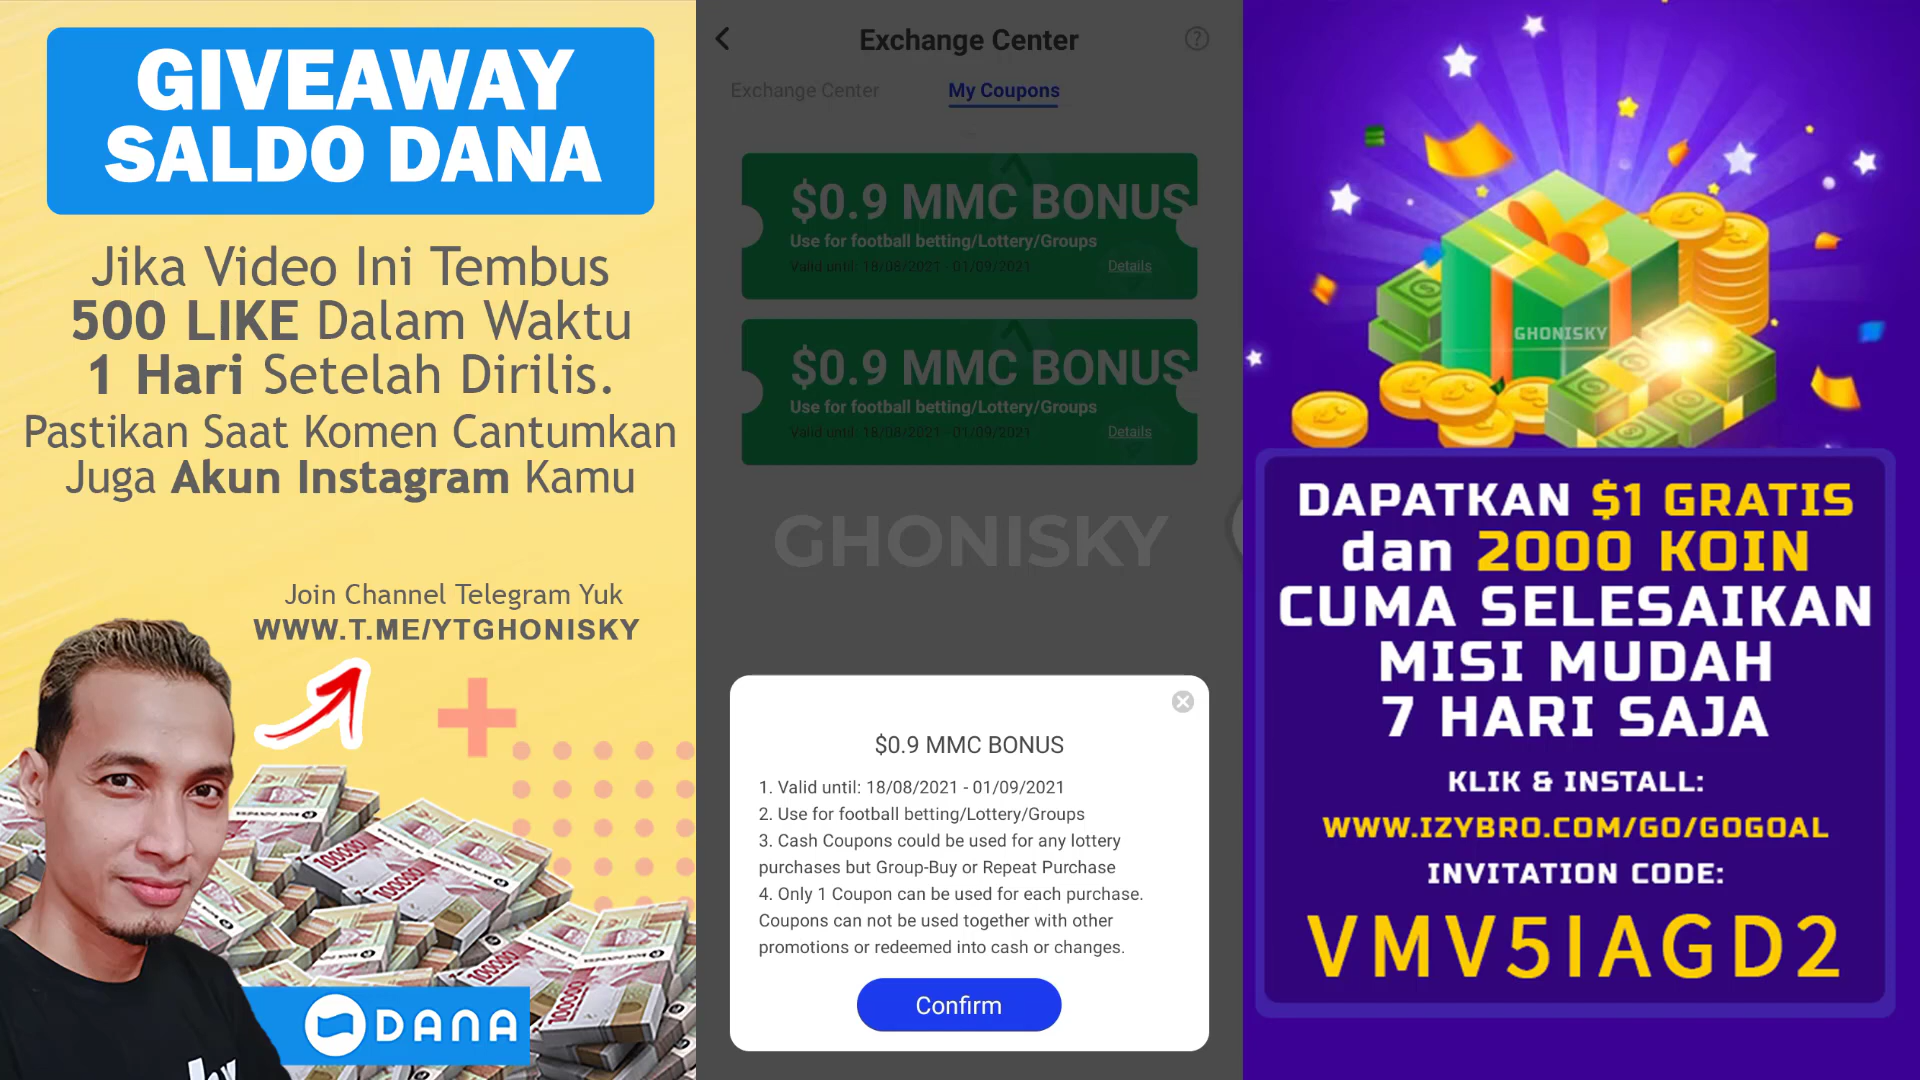 GIVEAWAY
SALDO DANA
Jika Video Ini Tembus
500 LIKE Dalam Waktu
1 Hari Setelah Dirilis.
Pastikan Saat Komen Cantumkan
Juga Akun Instagram Kamu
Join Channel Telegram Yuk
WWW.T.ME/YTGHONISKY
100000
100000
100000
100000
DANA
Exchange Center
Exchange Center
My Coupons
$0.9 MMC BONUS
Use for football betting/Lottery/Groups
Valid until: 18/08/2021 - 01/09/2021
Details
$0.9 MMC BONUS
Use for football betting/Lottery/Groups
Valid until: 18/08/2021 - 01/09/2021
Details
GHONISKY
$0.9 MMC BONUS
1. Valid until: 18/08/2021 - 01/09/2021
2. Use for football betting/Lottery/Groups
3. Cash Coupons could be used for any lottery
purchases but Group-Buy or Repeat Purchase
4. Only 1 Coupon can be used for each purchase.
Coupons can not be used together with other
promotions or redeemed into cash or changes.
Confirm
GHONISKY
DAPATKAN $1 GRATIS
dan 2000 KOIN
CUMA SELESAIKAN
MISI MUDAH
7 HARI SAJA
KLIK & INSTALL:
WWW.IZYBRO.COM/GO/GOGOAL
INVITATION CODE:
VMV5IAGD2